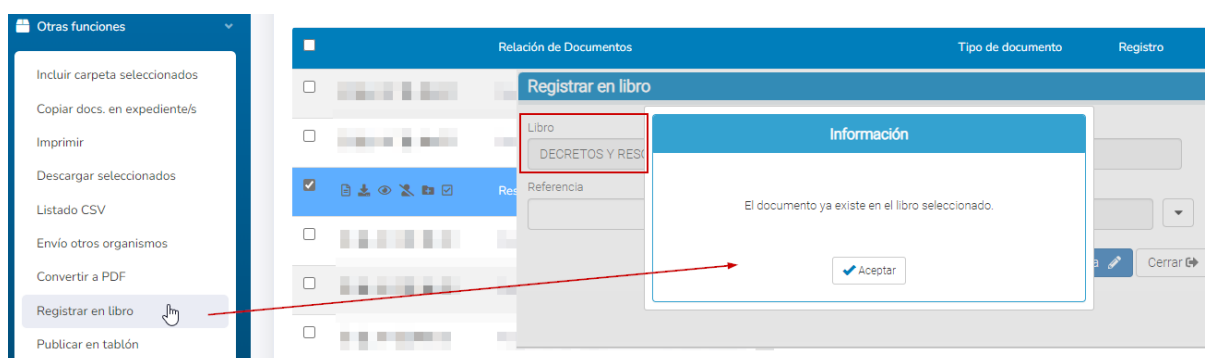 Otras funciones
Incluir carpeta seleccionados
Copiar docs. en expediente/s
Imprimir
Descargar seleccionados
Listado CSV
Envío otros organismos
Convertir a PDF
Registrar en libro
Publicar en tablón
Relación de Documentos Tipo de documento Registro
Registrar en libro
Libro
DECRETOS Y RESO
Referencia
Res
Información
El documento ya existe en el libro seleccionado.
Aceptar
a Cerrar